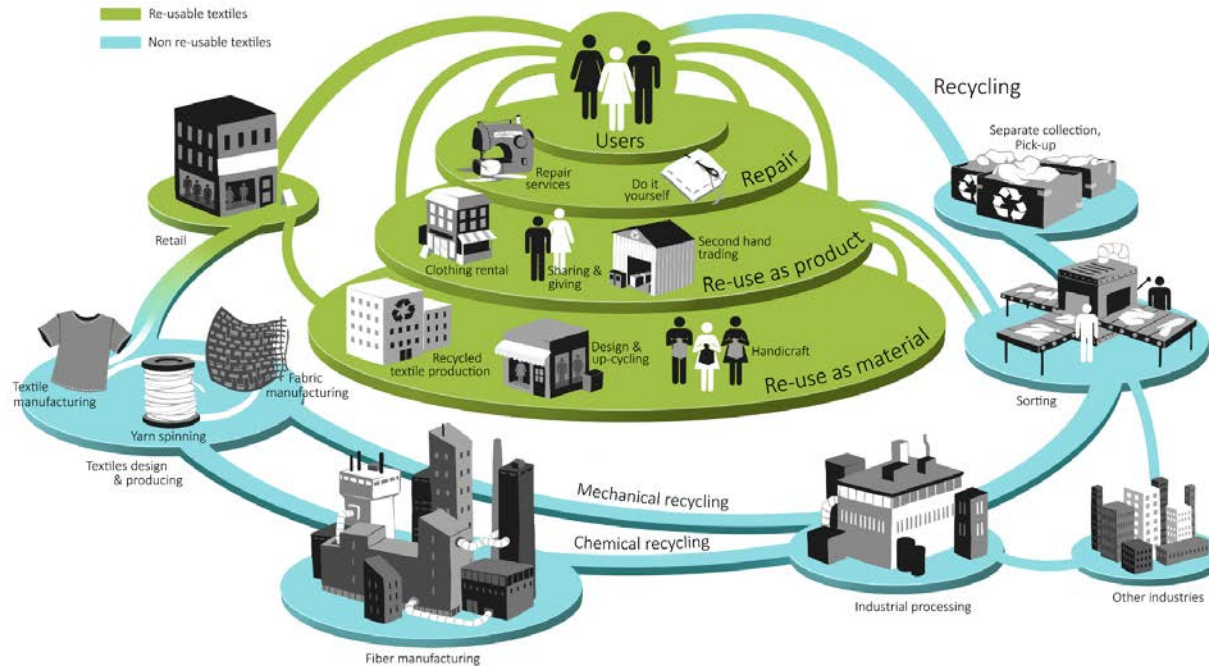 Re-usable textiles
Non re-usable textiles
Users
Recycling
Separate collection,
Pick-up
Repair
services
Do it
yourself
Repair
Retail
Clothing rental
Sharing &
giving
Second hand
trading
Re-use as product
Recycled
textile production
Design &
up-cycling
Handicraft
Re-use as material
Sorting
Textile
manufacturing
Yarn spinning
Fabric
manufacturing
Textiles design
& producing
Mechanical recycling
Chemical recycling
Fiber manufacturing
Industrial processing
Other industries